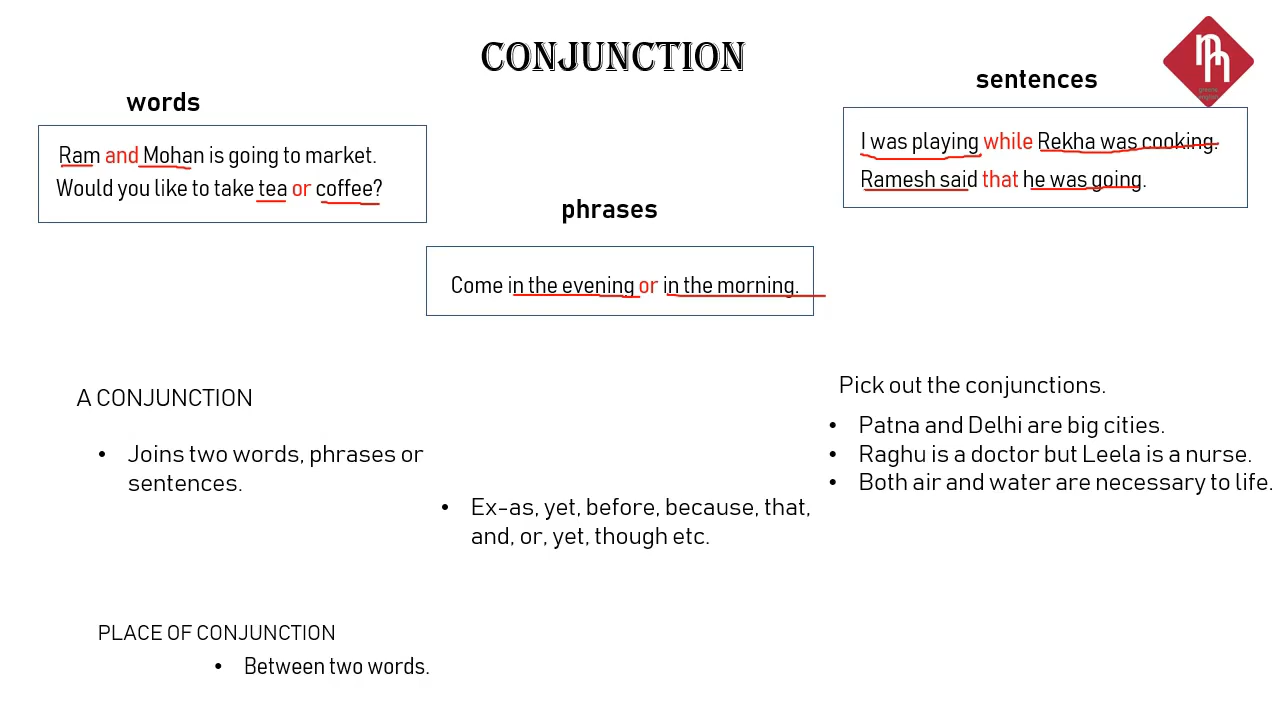 CONJUNCTION
words
Ram and Mohan is going to market.
Would you like to take tea or coffee?
phrases
Come in the evening or in the morning.
sentences
I was playing while Rekha was cooking.
Ramesh said that he was going.
A CONJUNCTION
• Joins two words, phrases or
sentences.
• Ex-as, yet, before, because, that,
and, or, yet, though etc.
Pick out the conjunctions.
• Patna and Delhi are big cities.
• Raghu is a doctor but Leela is a nurse.
• Both air and water are necessary to life.
PLACE OF CONJUNCTION
• Between two words.